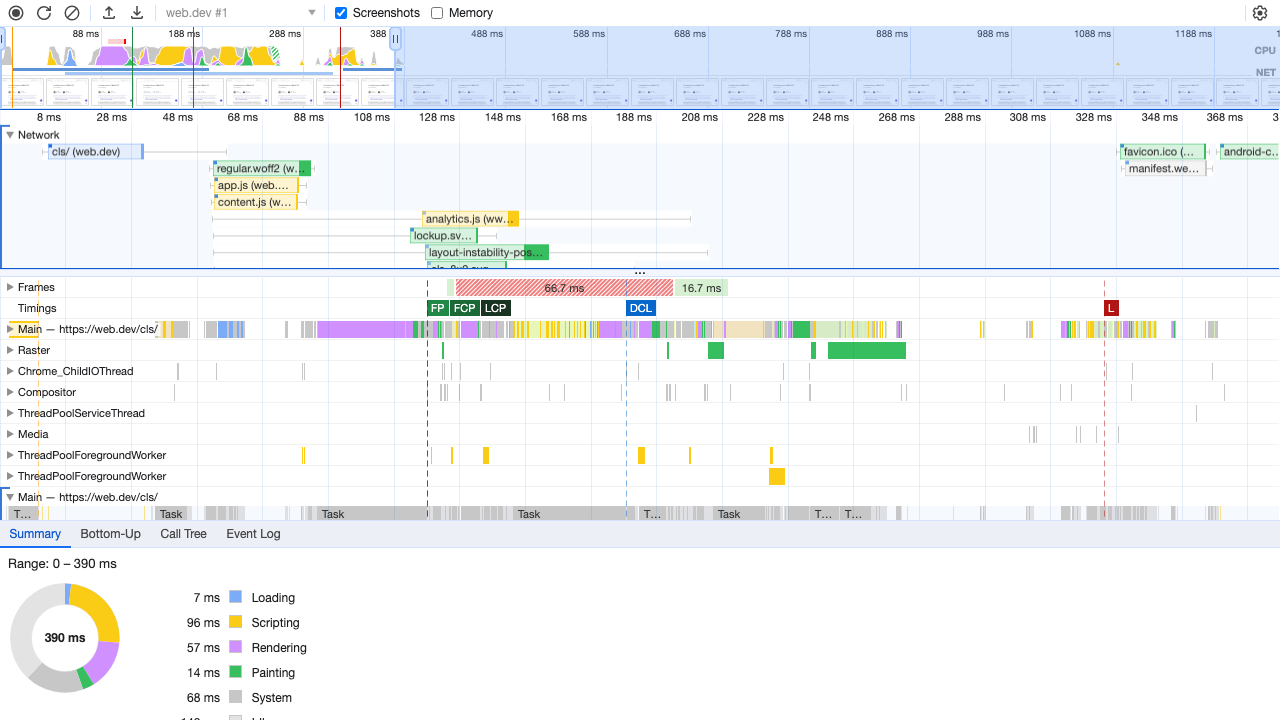 web.dev #1 Screenshots Memory
88 ms 188 ms 288 ms 388 488 ms 588 ms 688 ms 788 ms 888 ms 988 ms 1088 ms 1188 ms 1
CPU
NET
8 ms 28 ms 48 ms 68 ms 88 ms 108 ms 128 ms 148 ms 168 ms 188 ms 208 ms 228 ms 248 ms 268 ms 288 ms 308 ms 328 ms 348 ms 368 ms 3
Network
cls/ (web.dev) favicon.ico (… android-c…
regular.woff2 (w… manifest.we…
app.js (web.…
content.js (w…
analytics.js (ww…
lockup.sv…
layout-instability-pos…
...
Frames 66.7 ms 16.7 ms
Timings FP FCP LCP DCL L
Main — https://web.dev/cls/
Raster
Chrome_ChildIOThread
Compositor
ThreadPoolServiceThread
Media
ThreadPoolForegroundWorker
ThreadPoolForegroundWorker
Main — https://web.dev/cls/
T… Task Task Task T… Task T… T…
Summary Bottom-Up Call Tree Event Log
Range: 0 – 390 ms
390 ms
7 ms Loading
96 ms Scripting
57 ms Rendering
14 ms Painting
68 ms System